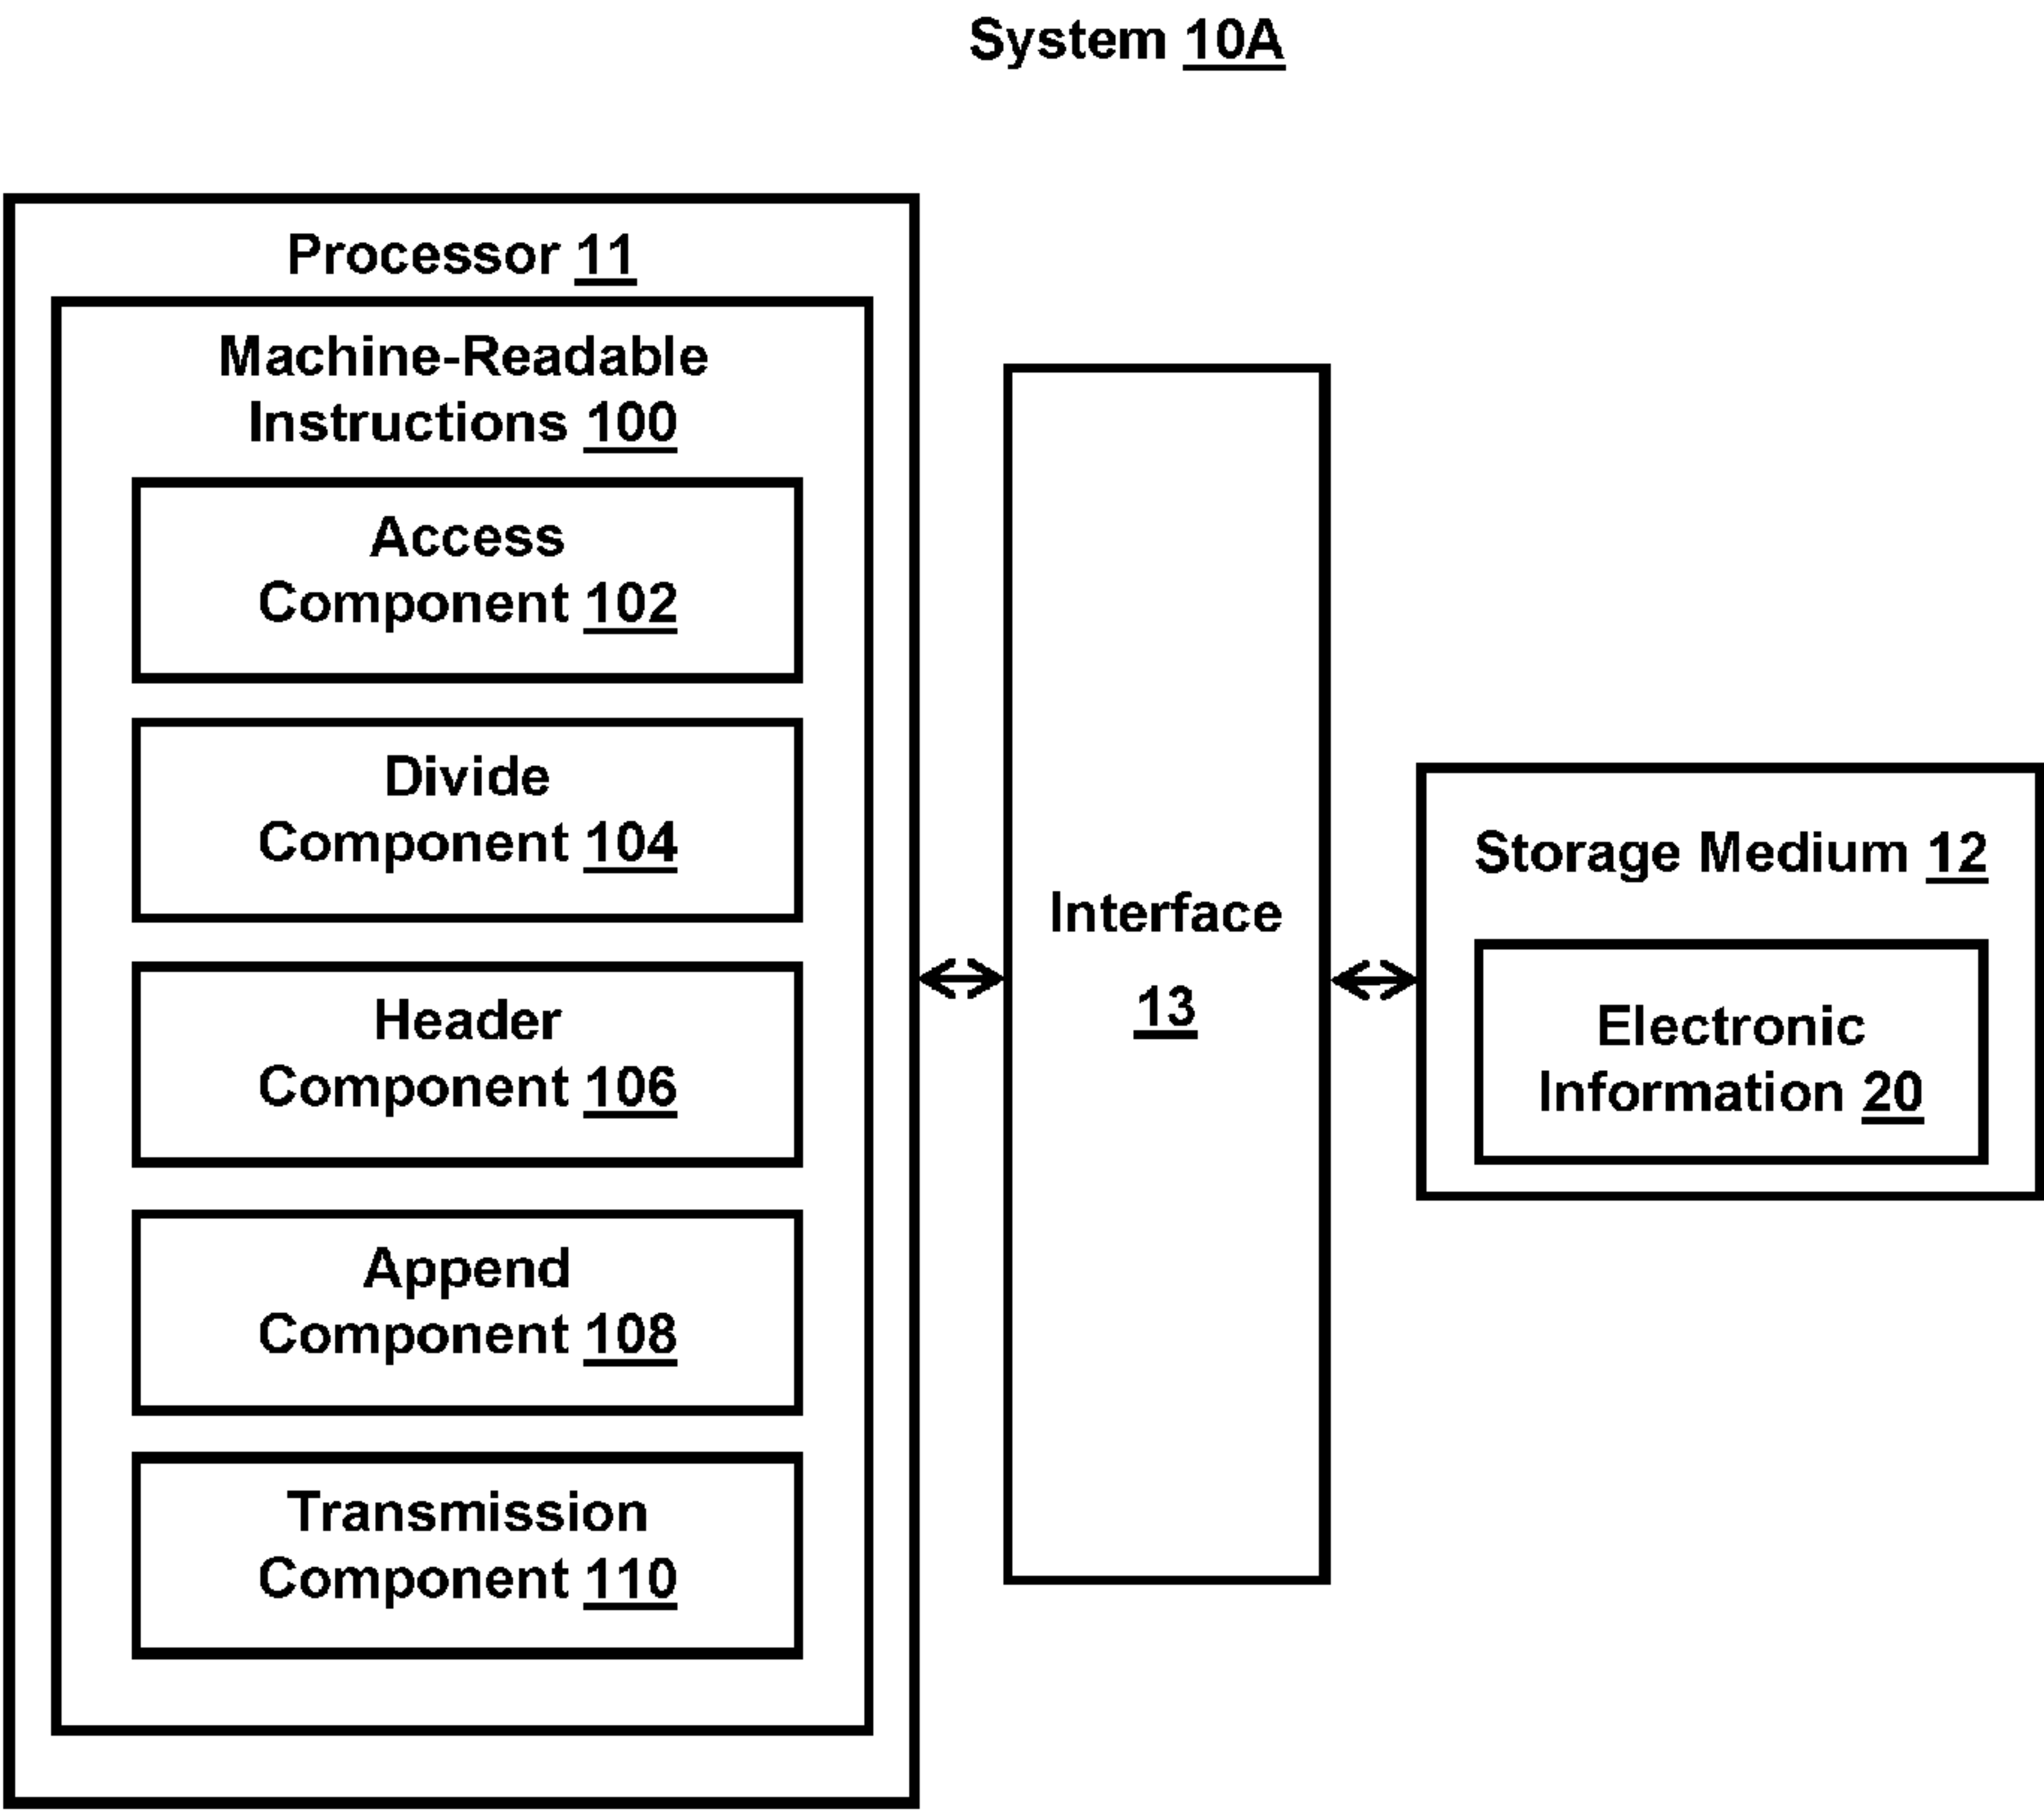 System 10A
Processor 11
Machine-Readable
Instructions 100
Access
Component 102
Divide
Component 104
Header
Component 106
Append
Component 108
Transmission
Component 110
Interface
13
Storage Medium 12
Electronic
Information 20